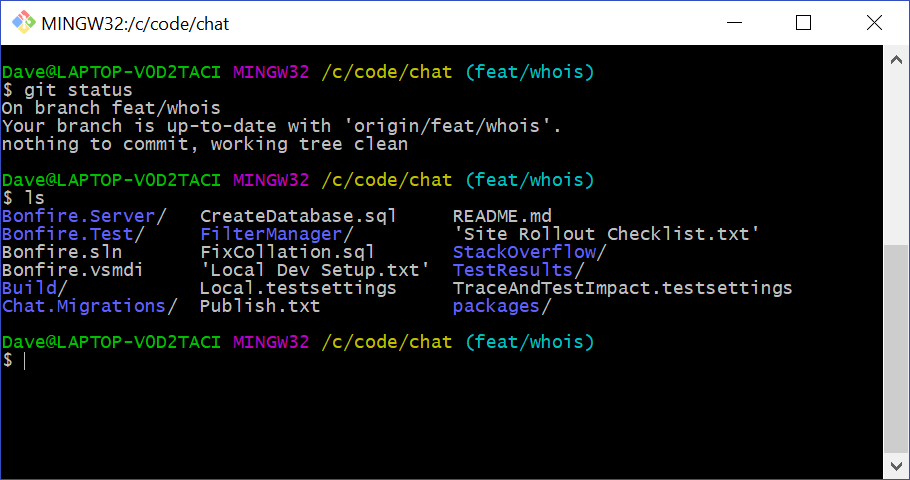 MINGW32:/c/code/chat
Dave@LAPTOP-VOD2TACI MINGW32 /c/code/chat (feat/whois)
$ git status
On branch feat/whois
Your branch is up-to-date with 'origin/feat/whois'.
nothing to commit, working tree clean
Dave@LAPTOP-VOD2TACI MINGW32 /c/code/chat (feat/whois)
$ ls
Bonfire.Server/   CreateDatabase.sql     README.md
Bonfire.Test/     FilterManager/         'Site Rollout Checklist.txt'
Bonfire.sln       FixCollation.sql       StackOverflow/
Bonfire.vsmdi     'Local Dev Setup.txt'  TestResults/
Build/            Local.testsettings     TraceAndTestImpact.testsettings
Chat.Migrations/  Publish.txt            packages/
Dave@LAPTOP-VOD2TACI MINGW32 /c/code/chat (feat/whois)
$